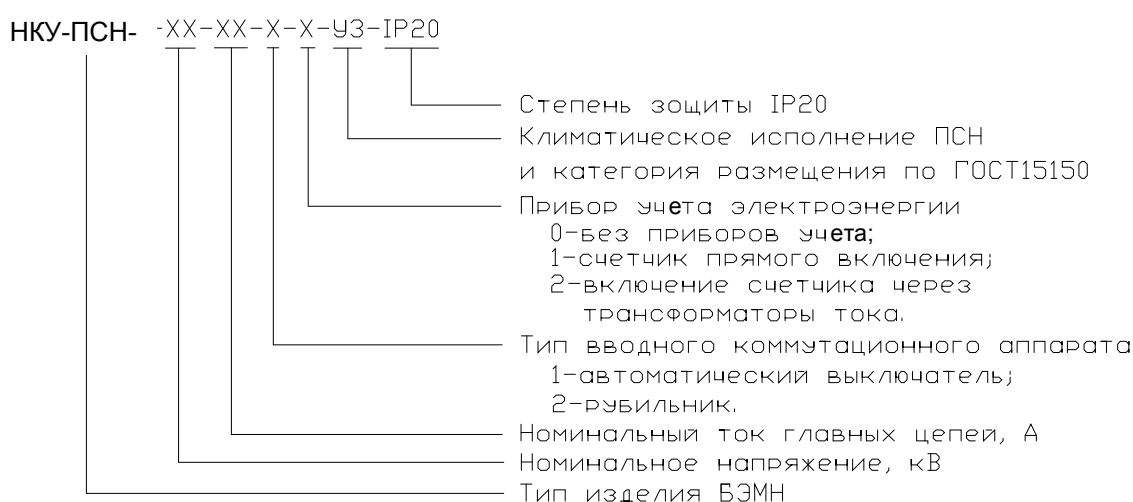 НКУ-ПСН- -ХХ-ХХ-Х-Х-У3-IP20
Степень зощиты IP20
Климатическое исполнение ПСН
и категория размещения по ГОСТ15150
Прибор учета электроэнергии
0-без приборов учета;
1-счетчик прямого включения;
2-включение счетчика через
трансформаторы тока.
Тип вводного коммутационного аппарата
1-автоматический выключатель;
2-рубильник.
Номинальный ток главных цепей, А
Номинальное напряжение, кВ
Тип изделия БЭМН